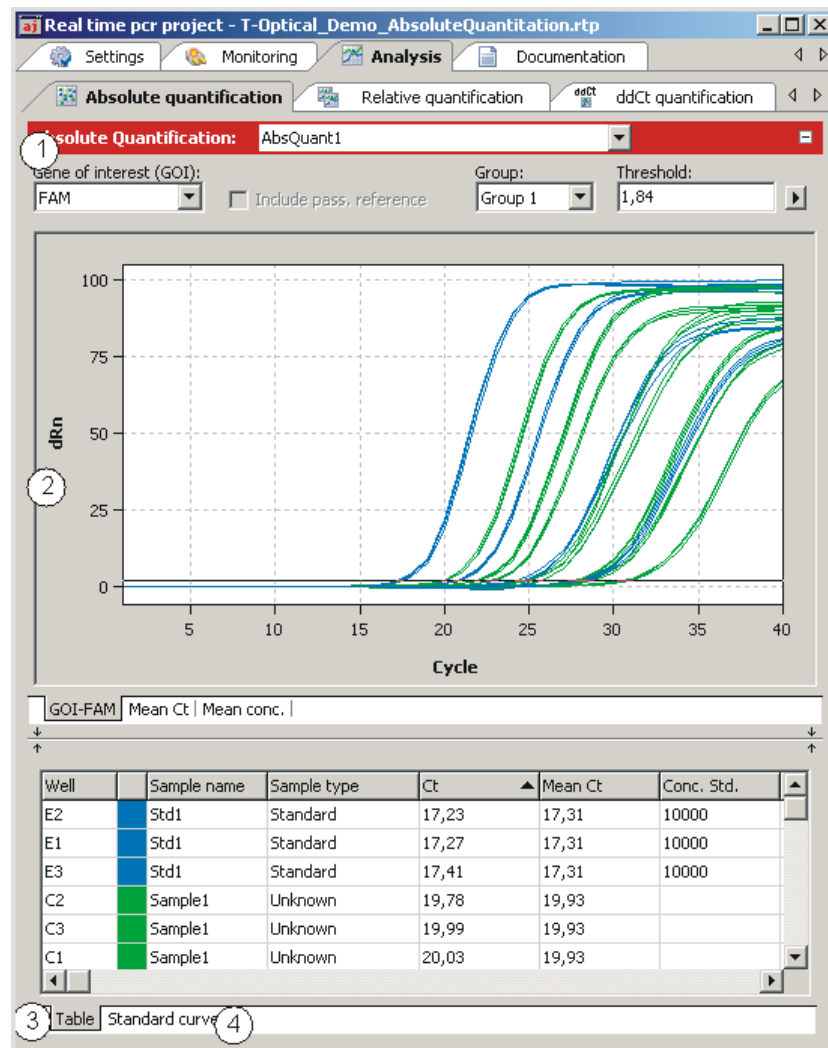 aj Real time pcr project - T-Optical_Demo_AbsoluteQuantitation.rtp
Settings Monitoring Analysis Documentation
Absolute quantification Relative quantification ddCt ddCt quantification
solute Quantification: AbsQuant1
1
Gene of interest (GOI): Group: Threshold:
FAM Include pass. reference Group 1 1,84
100
75
50
25
0
dRn
2
5 10 15 20 25 30 35 40
Cycle
GOI-FAM Mean Ct | Mean conc. |
Well Sample name Sample type Ct Mean Ct Conc. Std.
E2 Std1 Standard 17,23 17,31 10000
E1 Std1 Standard 17,27 17,31 10000
E3 Std1 Standard 17,41 17,31 10000
C2 Sample1 Unknown 19,78 19,93
C3 Sample1 Unknown 19,99 19,93
C1 Sample1 Unknown 20,03 19,93
3 Table Standard curve 4